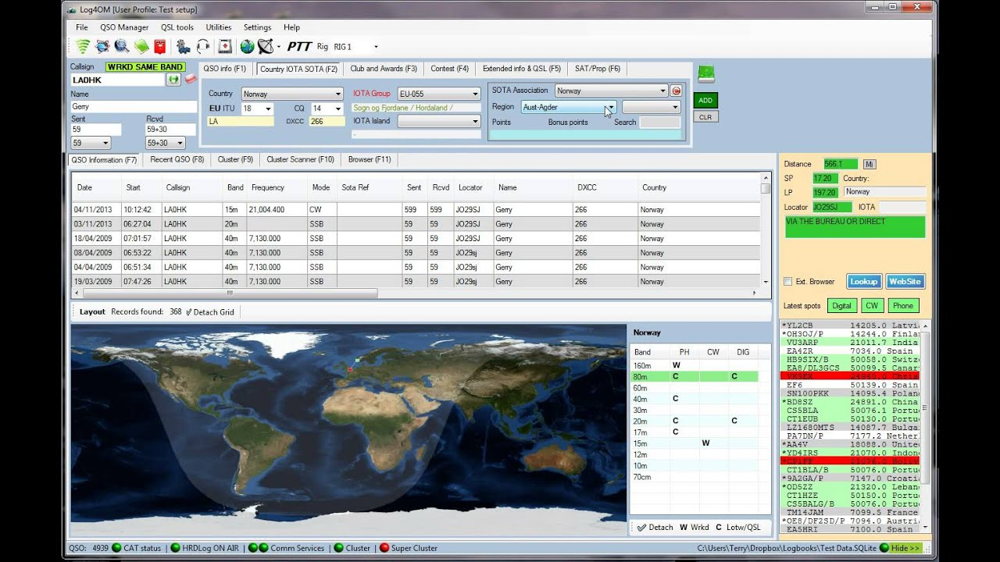 Log4OM [User Profile: Test setup]
File QSO Manager QSL tools Utilities Settings Help
PTT Rig RIG 1
Callsign WRKD SAME BAND
LA0HK
Name
Gerry
Sent Rcvd
59 59+30
59 59+30
QSO info (F1) Country IOTA SOTA (F2) Club and Awards (F3) Contest (F4) Extended info & QSL (F5) SAT/Prop (F6)
Country Norway IOTA Group EU-055
EU ITU 18 CQ 14 Sogn og Fjordane / Hordaland /
LA DXCC 266 IOTA Island
-
SOTA Association Norway
Region Aust-Agder
Points Bonus points Search
ADD
CLR
QSO Information (F7) Recent QSO (F8) Cluster (F9) Cluster Scanner (F10) Browser (F11)
Date Start Callsign Band Frequency Mode Sota Ref Sent Rcvd Locator Name DXCC Country
04/11/2013 10:12:42 LA0HK 15m 21,004.400 CW 599 599 JO29SJ Gerry 266 Norway
03/11/2013 06:27:04 LA0HK 20m SSB 59 59 JO29SJ Gerry 266 Norway
18/04/2009 07:01:57 LA0HK 40m 7,130.000 SSB 59 59 JO29SJ Gerry 266 Norway
08/04/2009 06:53:22 LA0HK 40m 7,130.000 SSB 59 59 JO29sj Gerry 266 Norway
04/04/2009 06:51:34 LA0HK 40m 7,130.000 SSB 59 59 JO29sj Gerry 266 Norway
19/03/2009 07:47:26 LA0HK 40m 7,130.000 SSB 59 59 JO29sj Gerry 266 Norway
Layout Records found: 368 Detach Grid
Norway
Band PH CW DIG
160m W
80m C C
60m
40m C
30m
20m C C
17m C
15m W
12m
10m
70cm
Detach W Wrkd C Lotw/QSL
Distance 566.1 Mi
SP 17.20 Country:
LP 197.20 Norway
Locator JO29SJ IOTA
VIA THE BUREAU OR DIRECT
Ext. Browser Lookup WebSite
Latest spots Digital CW Phone
*YL2CB 14205.0 Latvi
*OH3OJ/P 14244.0 Finla
VU3ARP 21011.7 India
EA4ZR 7034.0 Spain
HB9SIX/B 50058.0 Switz
EA8/DL3GCS 50099.5 Canar
VK9EX 24940.0 Chris
EF6 50139.0 Spain
SN100PKK 14095.4 Polan
*BD8SZ 24891.0 China
CS5BLA 50076.1 Portu
CT1EUB 50130.0 Portu
LZ1680MTS 14087.7 Bulga
PA7DN/P 7177.2 Nether
*AA4V 18088.0 Unite
*YD4IRS 21070.0 Indon
*CP1FF 21076.0 Boliv
CT1BLA/B 50076.0 Portu
*9A2GA/P 7147.0 Croati
*OD5ZZ 21320.0 Leban
CT1HZE 50150.0 Portu
CS5BALG/B 50076.0 Portu
TM14JAM 7099.5 France
*OE8/DF2SD/P 7094.0 Austri
EA5HRI 7100.0 Spain
QSO: 4939 CAT status HRDLog ON AIR Comm Services Cluster Super Cluster C:\Users\Terry\Dropbox\Logbooks\Test Data.SQLite Hide >>